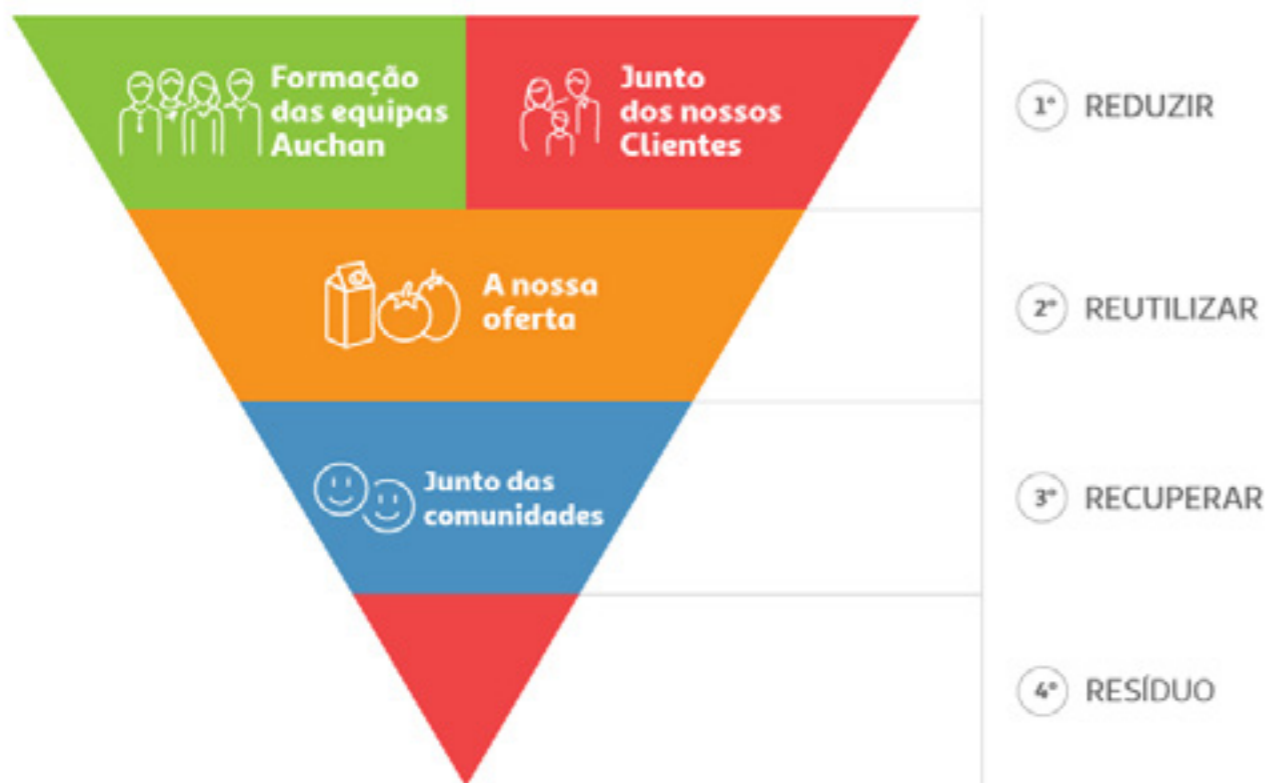 Formação
das equipas
Auchan
Junto
dos nossos
Clientes
1º REDUZIR
A nossa
oferta
2º REUTILIZAR
Junto das
comunidades
3º RECUPERAR
4º RESÍDUO